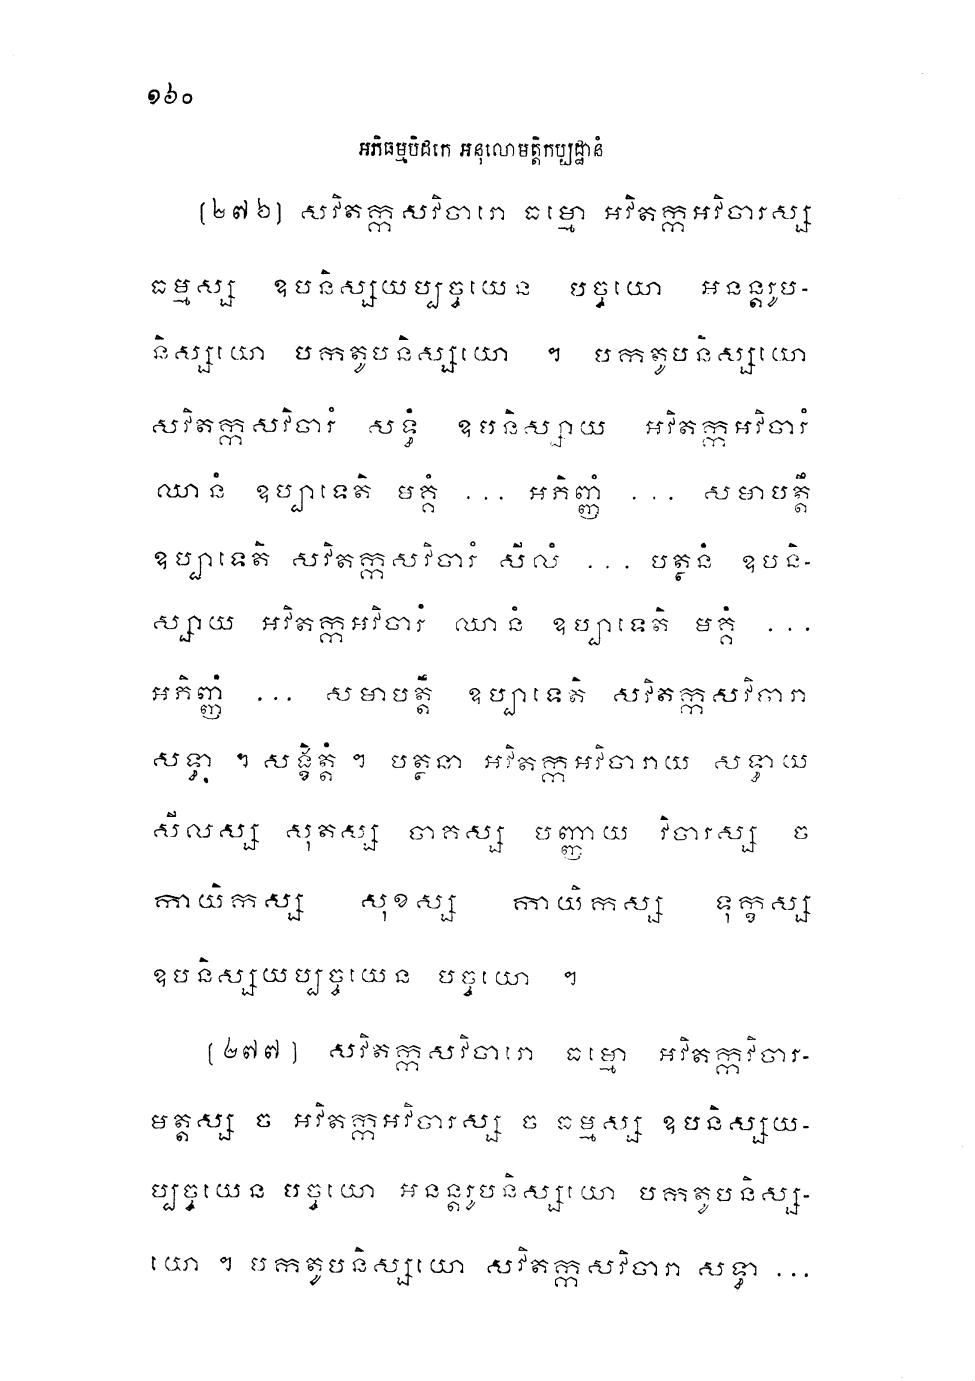 ១៦០
អភិធម្មបិដកេ អនុលោមត្តិកប្បដ្ឋានំ
(២៧៦) សវិតក្កសវិចារោ ធម្មោ អវិតក្កអវិចារស្ស
ធម្មស្ស ឧបនិស្សយប្បច្ចយេន បច្ចយោ អនន្តរូប-
និស្សយោ បកតូបនិស្សយោ ។ បកតូបនិស្សយោ
សវិតក្កសវិចារំ សទ្ធំ ឧបនិស្សាយ អវិតក្កអវិចារំ
ឈានំ ឧប្បាទេតិ មគ្គំ ... អភិញ្ញំ ... សមាបត្តឹ
ឧប្បាទេតិ សវិតក្កសវិចារំ សីលំ ... បត្ថនំ ឧបនិ-
ស្សាយ អវិតក្កអវិចារំ ឈានំ ឧប្បាទេតិ មគ្គំ ...
អភិញ្ញំ ... សមាបត្តឹ ឧប្បាទេតិ សវិតក្កសវិចារា
សទ្ធា ។ សង្ខិត្តំ ។ បត្ថនា អវិតក្កអវិចារាយ សទ្ធាយ
សីលស្ស សុតស្ស ចាគស្ស បញ្ញាយ វិចារស្ស ច
កាយិកស្ស សុខស្ស កាយិកស្ស ទុក្ខស្ស
ឧបនិស្សយប្បច្ចយេន បច្ចយោ ។
(២៧៧) សវិតក្កសវិចារោ ធម្មោ អវិតក្កវិចារ-
មត្តស្ស ច អវិតក្កអវិចារស្ស ច ធម្មស្ស ឧបនិស្សយ-
ប្បច្ចយេន បច្ចយោ អនន្តរូបនិស្សយោ បកតូបនិស្ស-
យោ ។ បកតូបនិស្សយោ សវិតក្កសវិចារា សទ្ធា ...